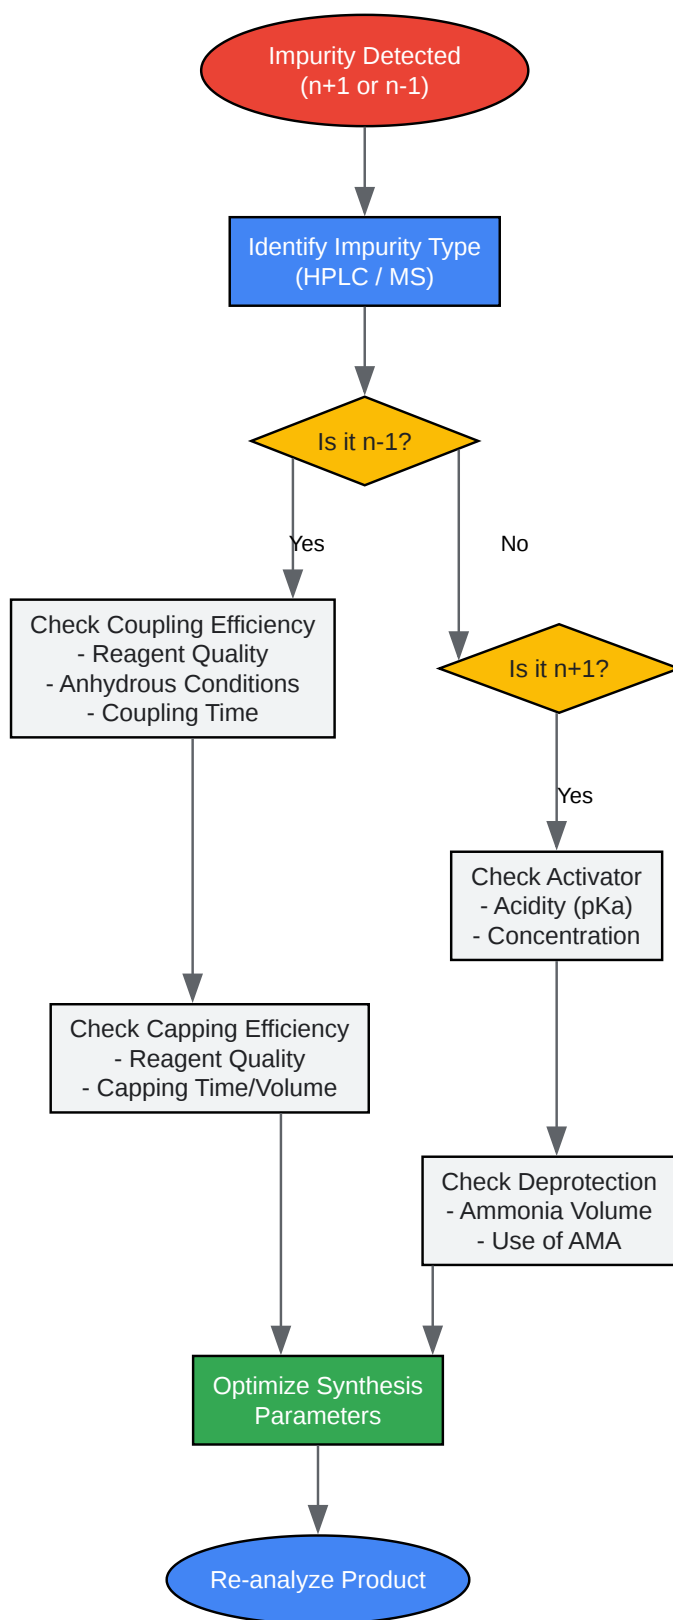 Impurity Detected
(n+1 or n-1)
Identify Impurity Type
(HPLC / MS)
Is it n-1?
Yes
No
Check Coupling Efficiency
- Reagent Quality
- Anhydrous Conditions
- Coupling Time
Is it n+1?
Yes
Check Activator
- Acidity (pKa)
- Concentration
Check Capping Efficiency
- Reagent Quality
- Capping Time/Volume
Check Deprotection
- Ammonia Volume
- Use of AMA
Optimize Synthesis
Parameters
Re-analyze Product